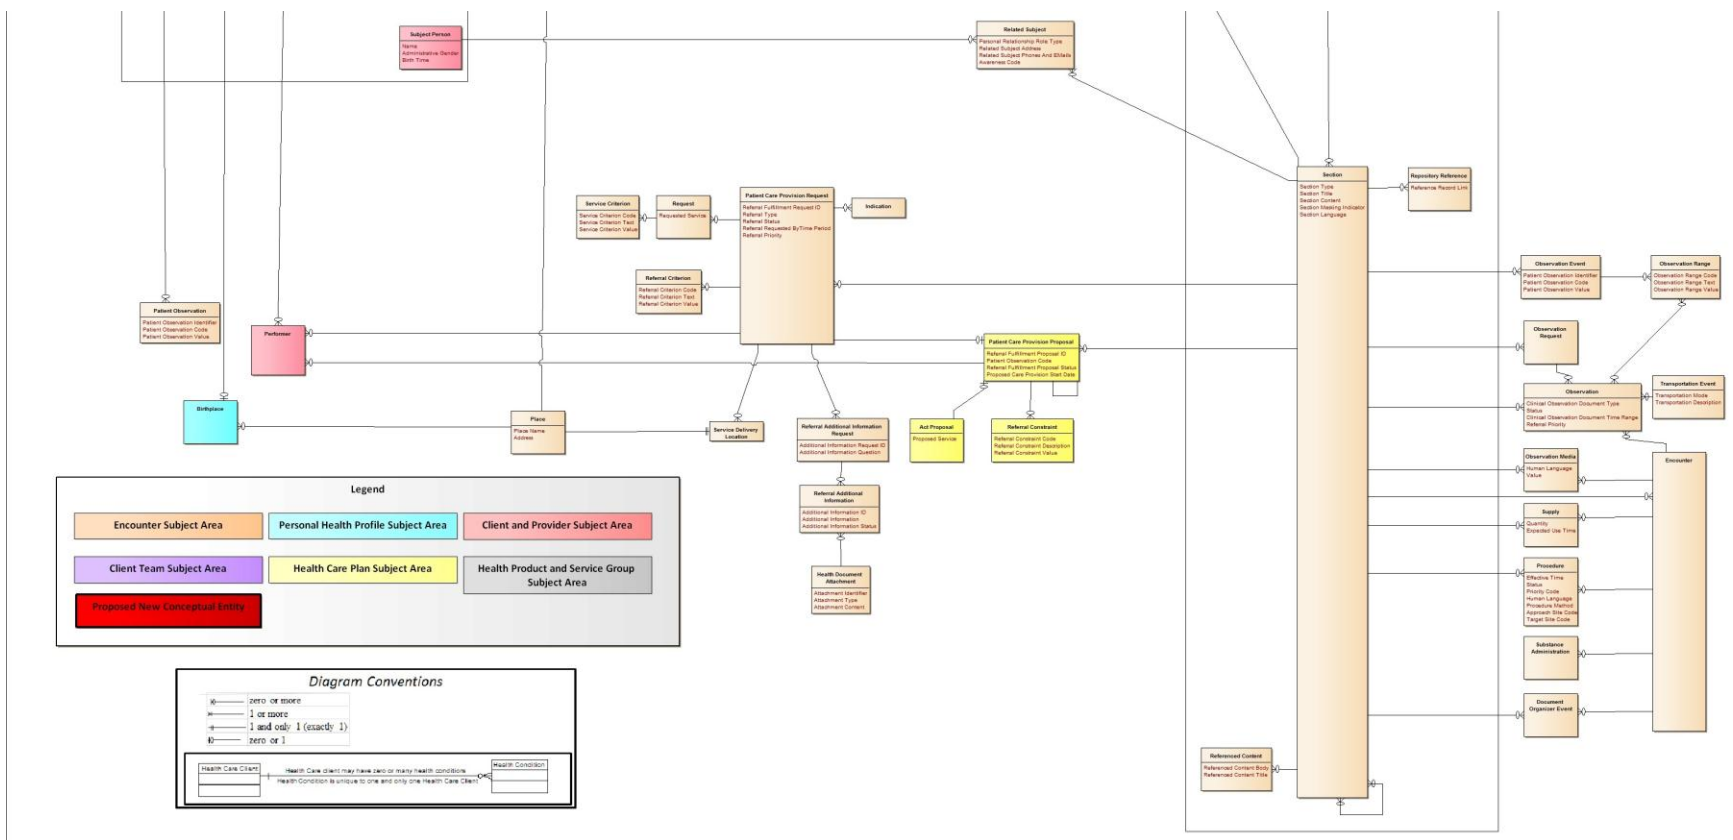 Subject Person
Name
Administrative Gender
Birth Time
Related Subject
Personal Relationship Role Type
Related Subject Address
Related Subject Phones And EMails
Awareness Code
Section
Section Type
Section Title
Section Content
Section Masking Indicator
Section Language
Repository Reference
Reference Record Link
Service Criterion
Service Criterion Code
Service Criterion Text
Service Criterion Value
Request
Requested Service
Patient Care Provision Request
Referral Fulfillment Request ID
Referral Type
Referral Status
Referral Requested ByTime Period
Referral Priority
Indication
Referral Criterion
Referral Criterion Code
Referral Criterion Text
Referral Criterion Value
Observation Event
Patient Observation Identifier
Patient Observation Code
Patient Observation Value
Observation Range
Observation Range Code
Observation Range Text
Observation Range Value
Patient Observation
Patient Observation Identifier
Patient Observation Code
Patient Observation Value
Performer
Patient Care Provision Proposal
Referral Fulfillment Proposal ID
Patient Observation Code
Referral Fulfillment Proposal Status
Proposed Care Provision Start Date
Observation
Request
Observation
Clinical Observation Document Type
Status
Clinical Observation Document Time Range
Referral Priority
Transportation Event
Transportation Mode
Transportation Description
Birthplace
Place
Place Name
Address
Service Delivery
Location
Referral Additional Information
Request
Additional Information Request ID
Additional Information Question
Act Proposal
Proposed Service
Referral Constraint
Referral Constraint Code
Referral Constraint Description
Referral Constraint Value
Observation Media
Human Language
Value
Encounter
Referral Additional
Information
Additional Information ID
Additional Information
Additional Information Status
Supply
Quantity
Expected Use Time
Health Document
Attachment
Attachment Identifier
Attachment Type
Attachment Content
Procedure
Effective Time
Status
Priority Code
Human Language
Procedure Method
Approach Site Code
Target Site Code
Substance
Administration
Document
Organizer Event
Referenced Content
Referenced Content Body
Referenced Content Title
Legend
Encounter Subject Area
Personal Health Profile Subject Area
Client and Provider Subject Area
Client Team Subject Area
Health Care Plan Subject Area
Health Product and Service Group
Subject Area
Proposed New Conceptual Entity
Diagram Conventions
zero or more
1 or more
1 and only 1 (exactly 1)
zero or 1
Health Care Client
Health Care client may have zero or many health conditions
Health Condition is unique to one and only one Health Care Client
Health Condition